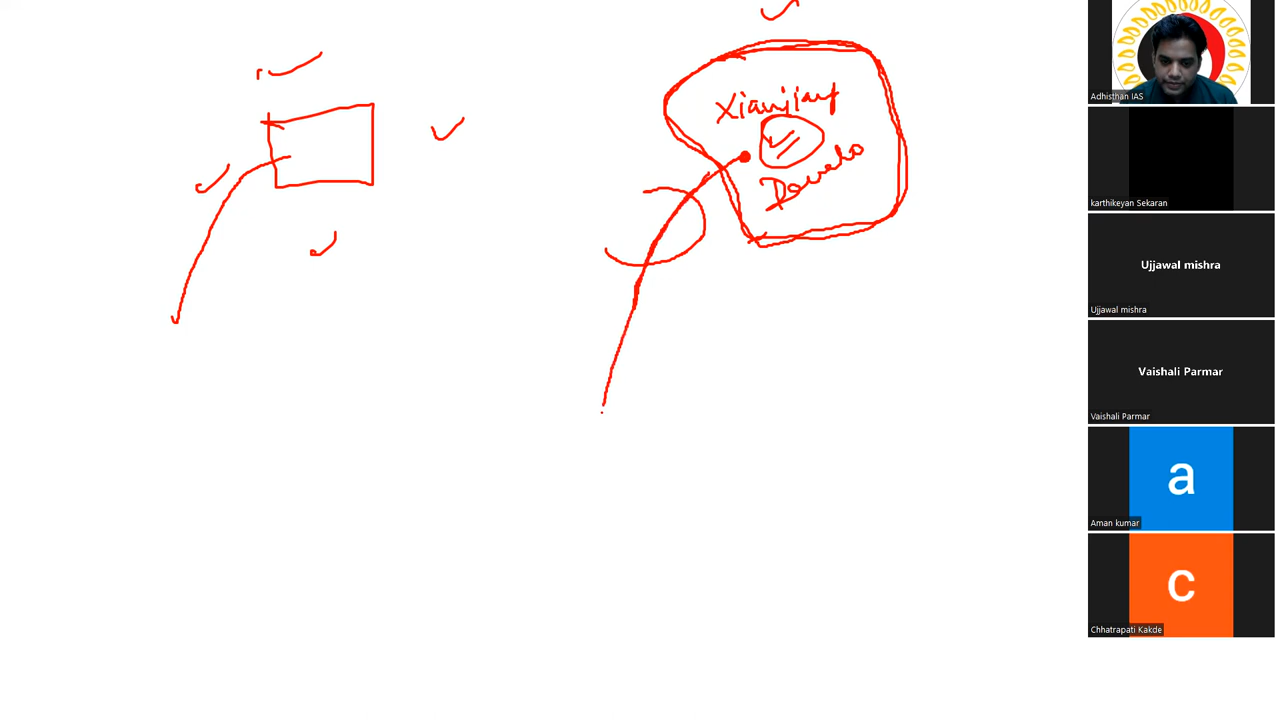 Xianjiang
Adhisthan IAS
karthikeyan Sekaran
Ujjawal mishra
Ujjawal mishra
Vaishali Parmar
Vaishali Parmar
a
Aman kumar
c
Chhatrapati Kakde